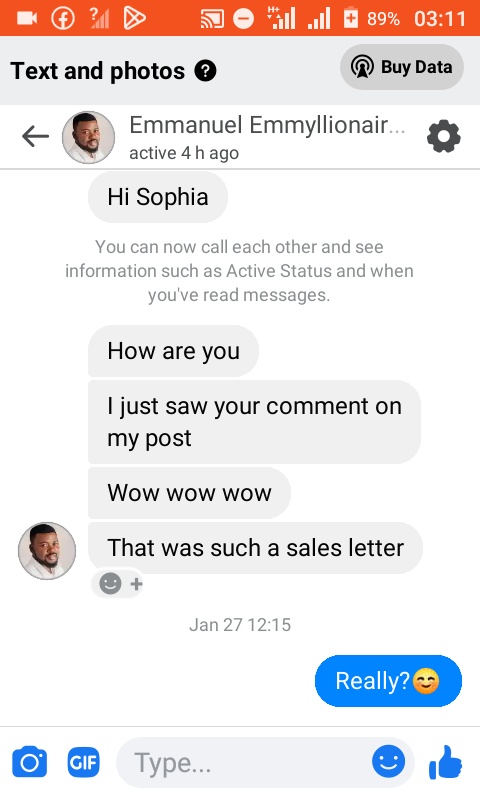 89% 03:11
Text and photos ?
Buy Data
Emmanuel Emmyllionair...
active 4 h ago
Hi Sophia
You can now call each other and see
information such as Active Status and when
you've read messages.
How are you
I just saw your comment on
my post
Wow wow wow
That was such a sales letter
Jan 27 12:15
Really?😊
GIF
Type...